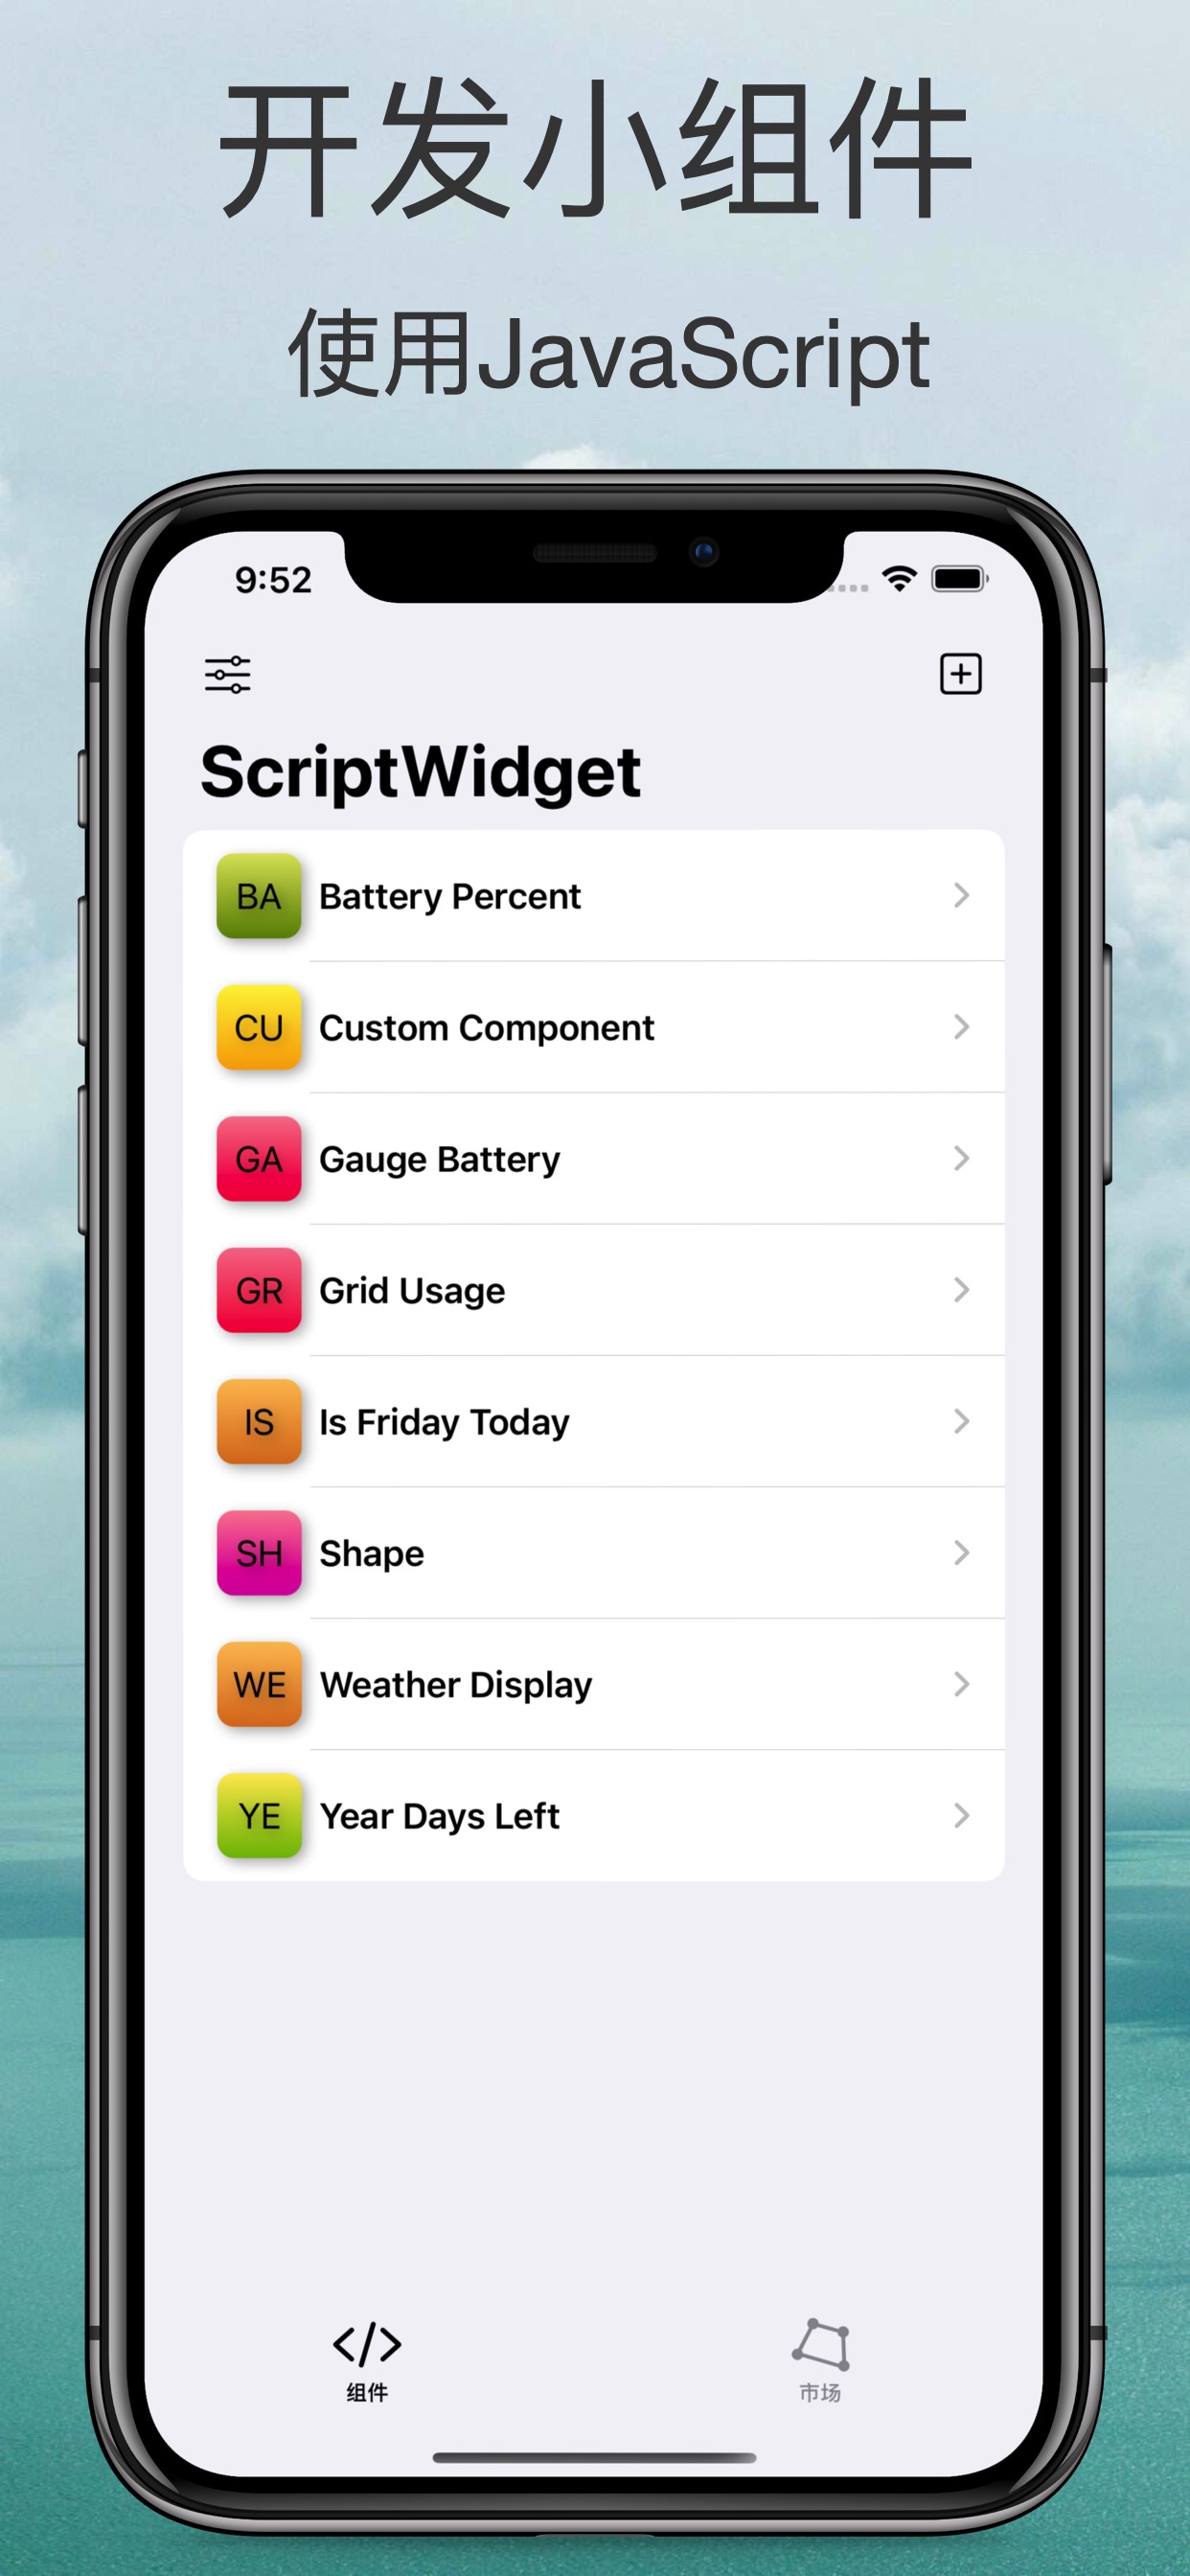 开发小组件
使用JavaScript
9:52
ScriptWidget
BA Battery Percent
CU Custom Component
GA Gauge Battery
GR Grid Usage
IS Is Friday Today
SH Shape
WE Weather Display
YE Year Days Left
</>
组件 市场